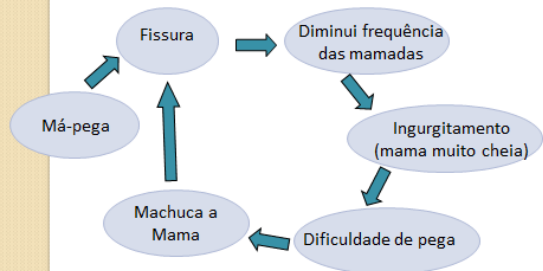 Fissura
Diminui frequência
das mamadas
Má-pega
Ingurgitamento
(mama muito cheia)
Machuca a
Mama
Dificuldade de pega